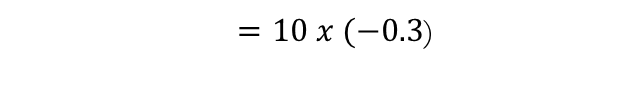 = 10 x (−0.3)